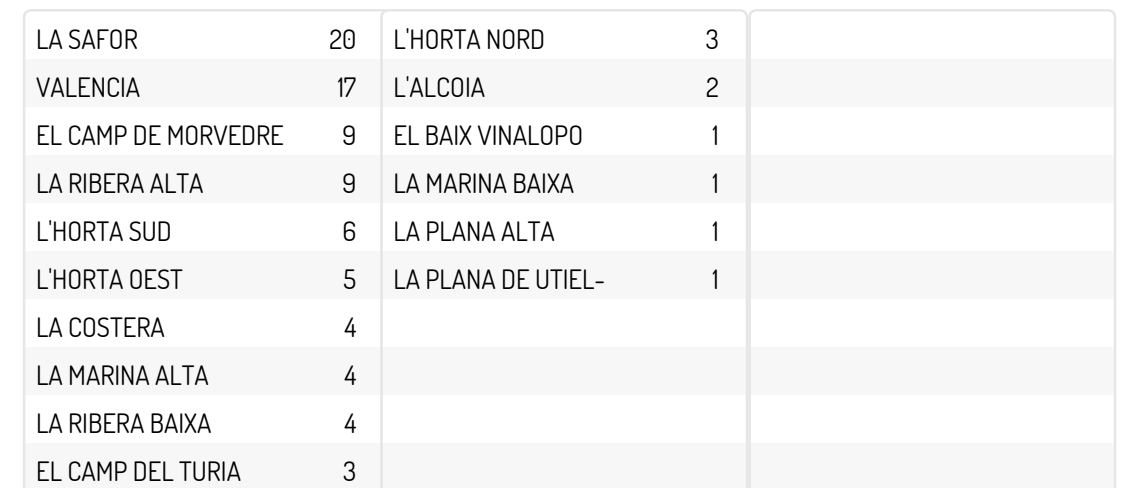 LA SAFOR 20
VALENCIA 17
EL CAMP DE MORVEDRE 9
LA RIBERA ALTA 9
L'HORTA SUD 6
L'HORTA OEST 5
LA COSTERA 4
LA MARINA ALTA 4
LA RIBERA BAIXA 4
EL CAMP DEL TURIA 3
L'HORTA NORD 3
L'ALCOIA 2
EL BAIX VINALOPO 1
LA MARINA BAIXA 1
LA PLANA ALTA 1
LA PLANA DE UTIEL- 1